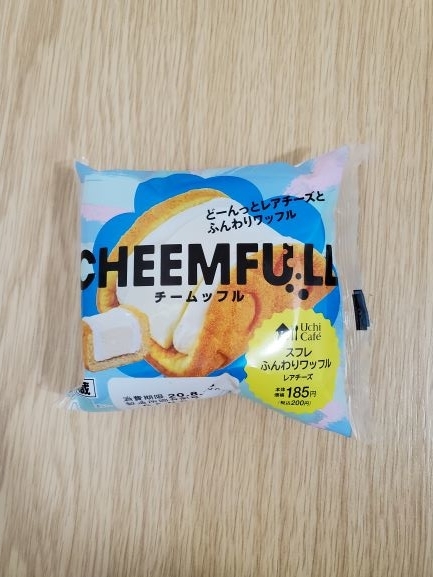 どーんっとレアチーズと
ふんわりワッフル
CHEEMFULL
チームッフル
Uchi
Café
スフレ
ふんわりワッフル
レアチーズ
本体
価格 185円
(税込200円)
蔵
消費期限 20.8.